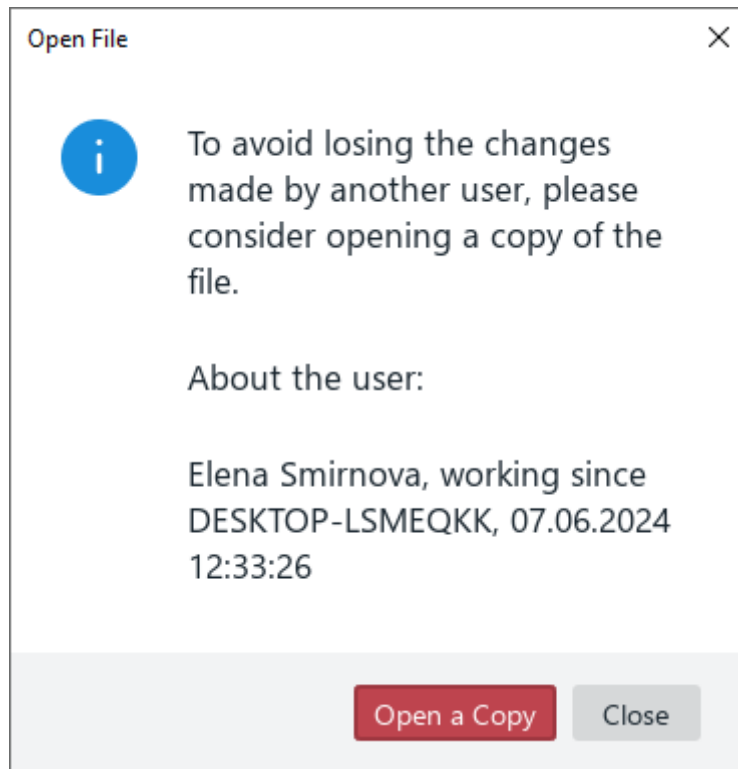 Open File
To avoid losing the changes
made by another user, please
consider opening a copy of the
file.
About the user:
Elena Smirnova, working since
DESKTOP-LSMEQKK, 07.06.2024
12:33:26
Open a Copy
Close